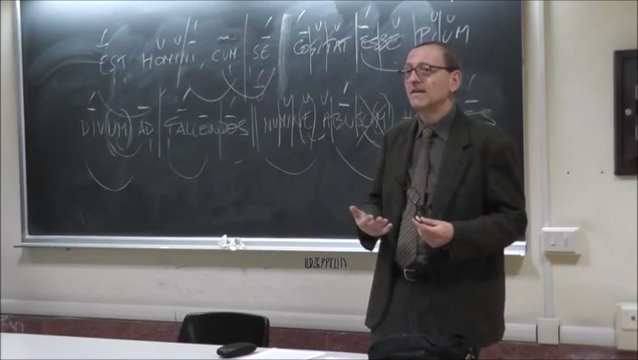 EST HOMINI, CUM SE COGITAT ESSE PIUM
DIVUM AD FALLENDOS NUMINE ABUSUM